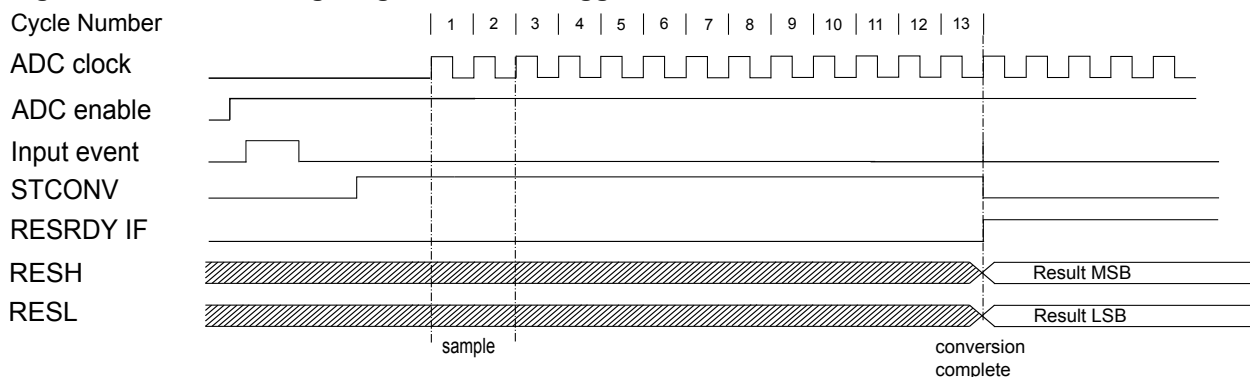 Cycle Number 1 2 3 4 5 6 7 8 9 10 11 12 13
ADC clock
ADC enable
Input event
STCONV
RESRDY IF
RESH Result MSB
RESL Result LSB
sample conversion
complete